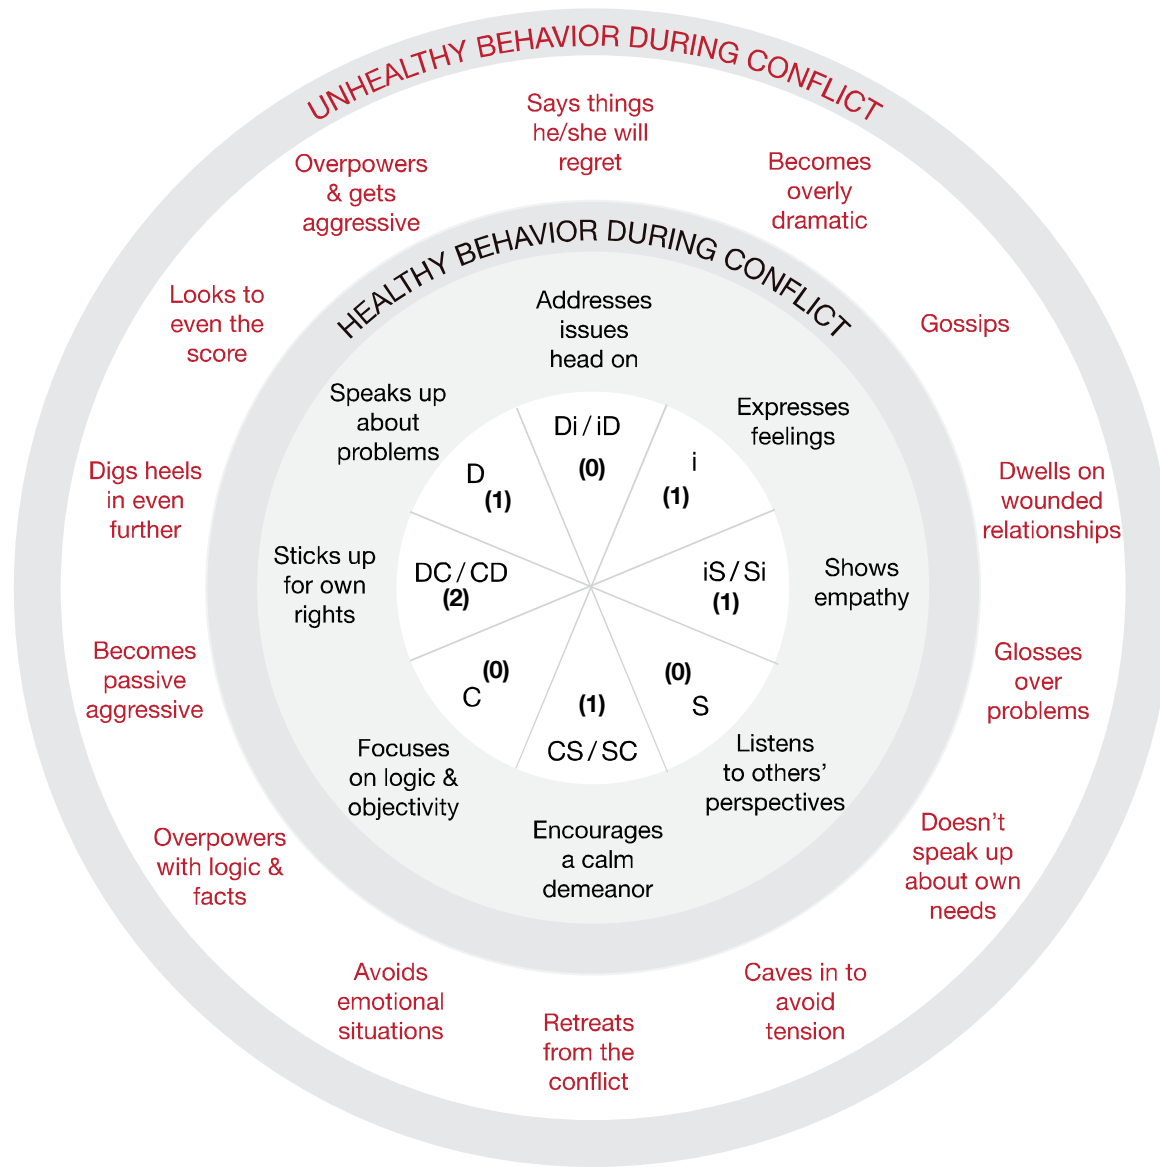 UNHEALTHY BEHAVIOR DURING CONFLICT
Says things
he/she will
regret
Becomes
overly
dramatic
Gossips
Dwells on
wounded
relationships
Glosses
over
problems
Doesn’t
speak up
about own
needs
Caves in to
avoid
tension
Retreats
from the
conflict
Avoids
emotional
situations
Overpowers
with logic &
facts
Becomes
passive
aggressive
Digs heels
in even
further
Looks to
even the
score
Overpowers
& gets
aggressive
HEALTHY BEHAVIOR DURING CONFLICT
Addresses
issues
head on
Expresses
feelings
Shows
empathy
Listens
to others’
perspectives
Encourages
a calm
demeanor
Focuses
on logic &
objectivity
Sticks up
for own
rights
Speaks up
about
problems
Di / iD
(0)
i
(1)
iS / Si
(1)
(0)
S
(1)
CS / SC
(0)
C
DC / CD
(2)
D
(1)